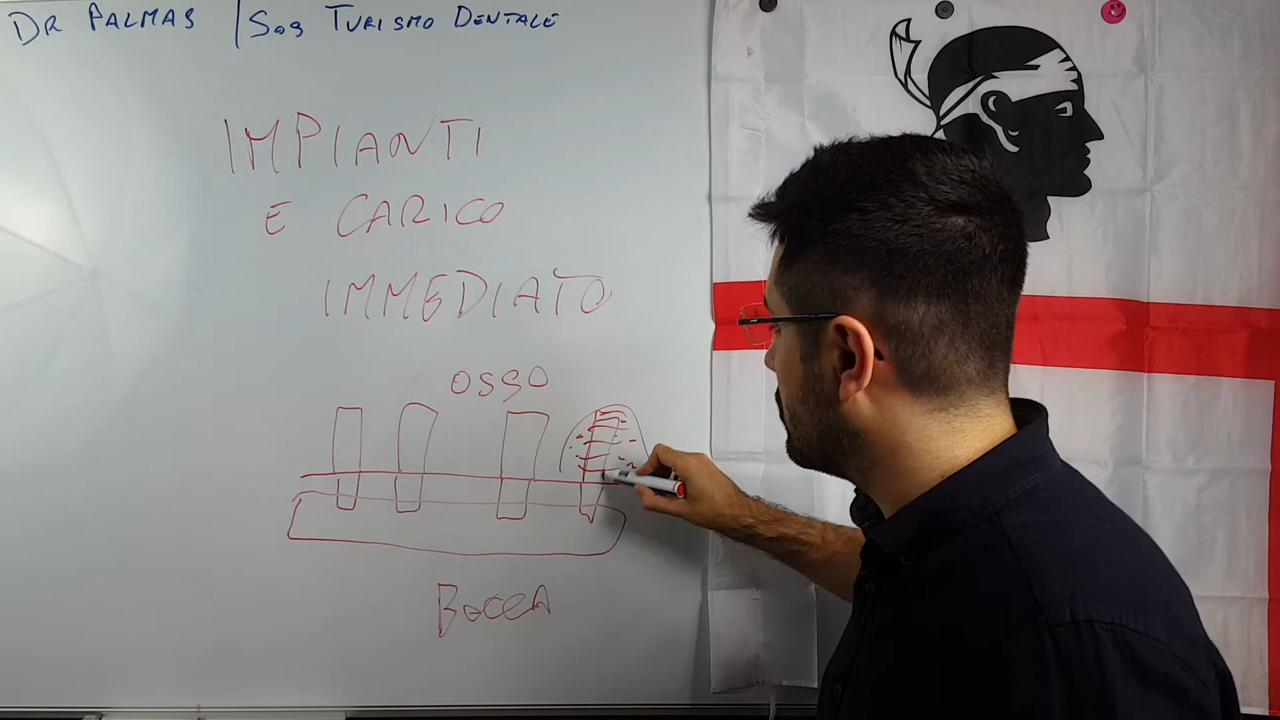 DR PALMAS | SOS TURISMO DENTALE
IMPIANTI
E CARICO
IMMEDIATO
OSSO
BOCCA